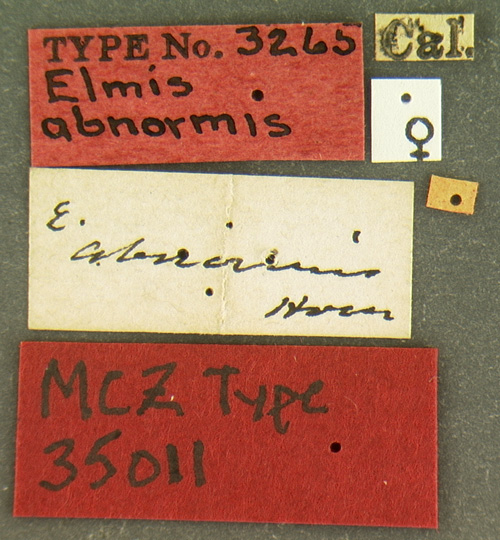 TYPE No. 3265
Elmis
abnormis
Cal.
♀
E.
abnormis
Horn
MCZ Type
35011